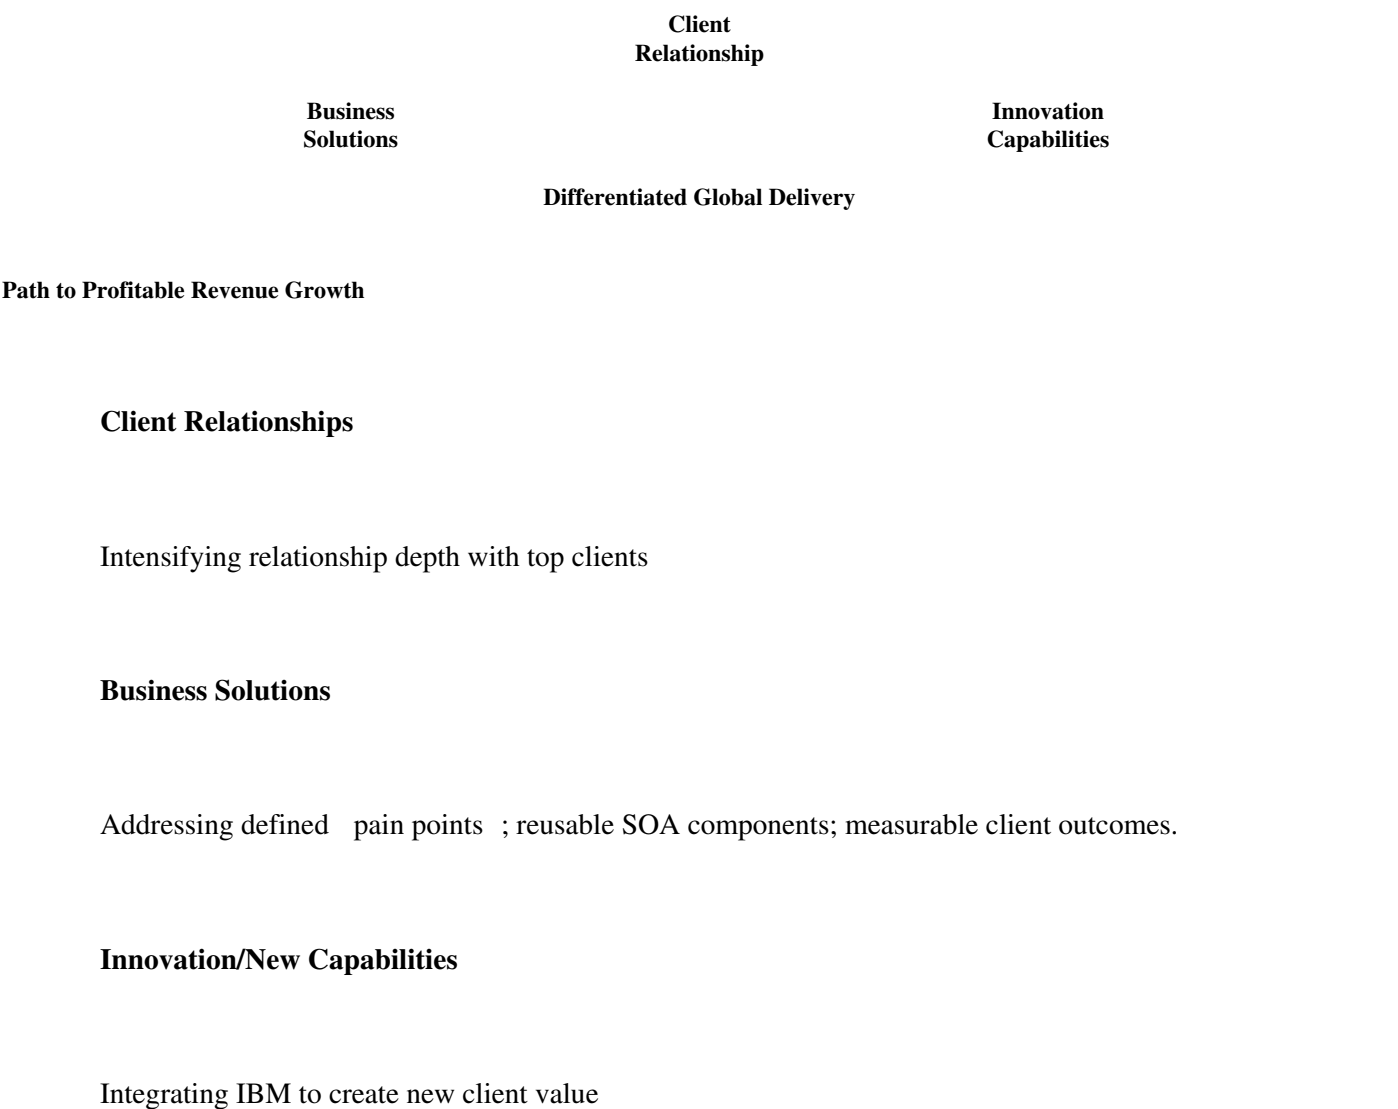 Client
Relationship
Business
Solutions
Innovation
Capabilities
Differentiated Global Delivery
Path to Profitable Revenue Growth
Client Relationships
Intensifying relationship depth with top clients
Business Solutions
Addressing defined pain points ; reusable SOA components; measurable client outcomes.
Innovation/New Capabilities
Integrating IBM to create new client value